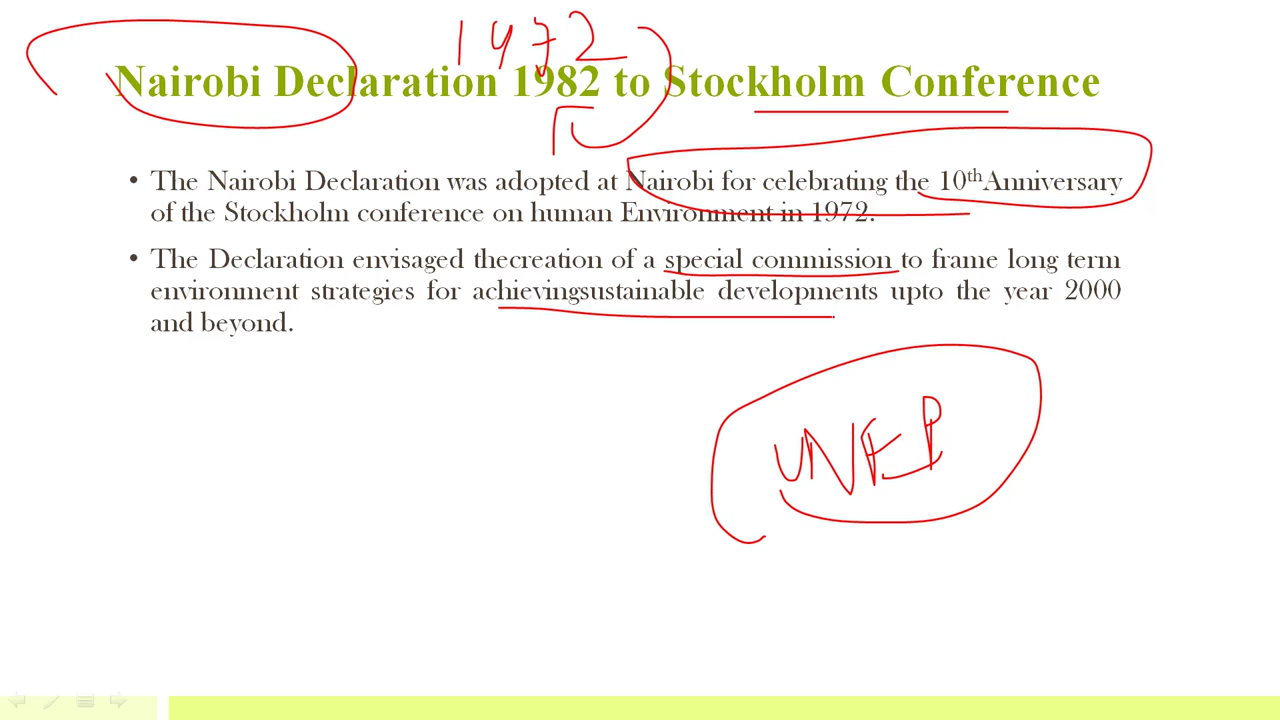 1972
Nairobi Declaration 1982 to Stockholm Conference
• The Nairobi Declaration was adopted at Nairobi for celebrating the 10thAnniversary
of the Stockholm conference on human Environment in 1972.
• The Declaration envisaged thecreation of a special commission to frame long term
environment strategies for achievingsustainable developments upto the year 2000
and beyond.
UNEP